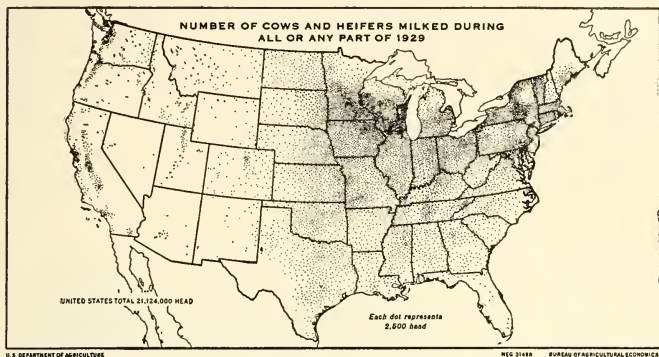 NUMBER OF COWS AND HEIFERS MILKED DURING
ALL OR ANY PART OF 1929
UNITED STATES TOTAL 21,124,000 HEAD
Each dot represents
2,500 head
U.S. DEPARTMENT OF AGRICULTURE
NEG 21488 BUREAU OF AGRICULTURAL ECONOMICS